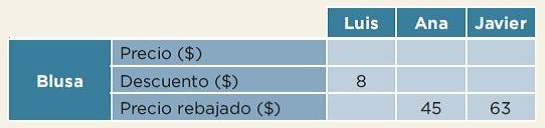 Luis Ana Javier
Precio ($)
Blusa Descuento ($) 8
Precio rebajado ($) 45 63